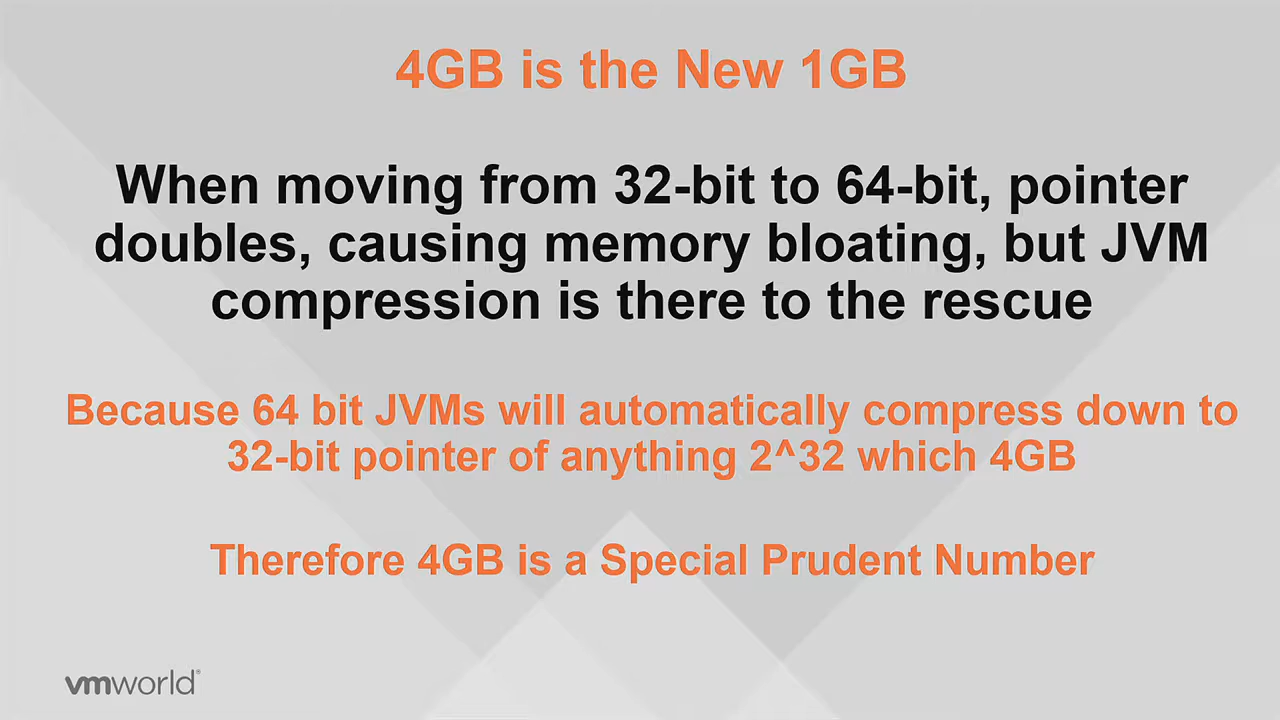 4GB is the New 1GB
When moving from 32-bit to 64-bit, pointer
doubles, causing memory bloating, but JVM
compression is there to the rescue
Because 64 bit JVMs will automatically compress down to
32-bit pointer of anything 2^32 which 4GB
Therefore 4GB is a Special Prudent Number
vmworld®